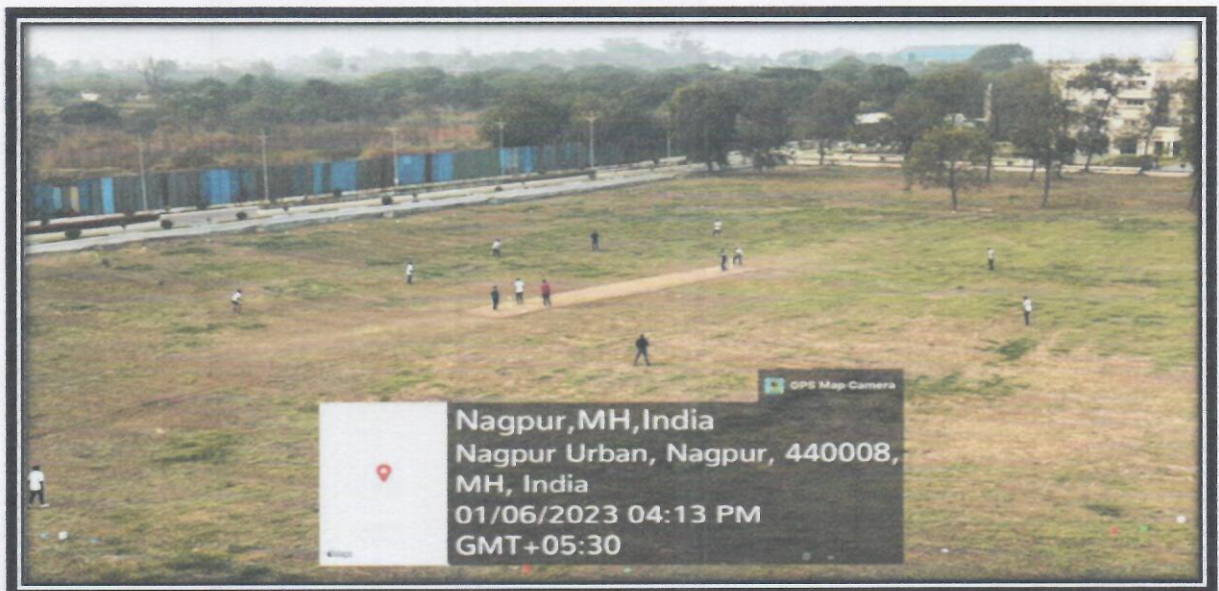 GPS Map Camera
Nagpur,MH,India
Nagpur Urban, Nagpur, 440008,
MH, India
01/06/2023 04:13 PM
GMT+05:30
Maps